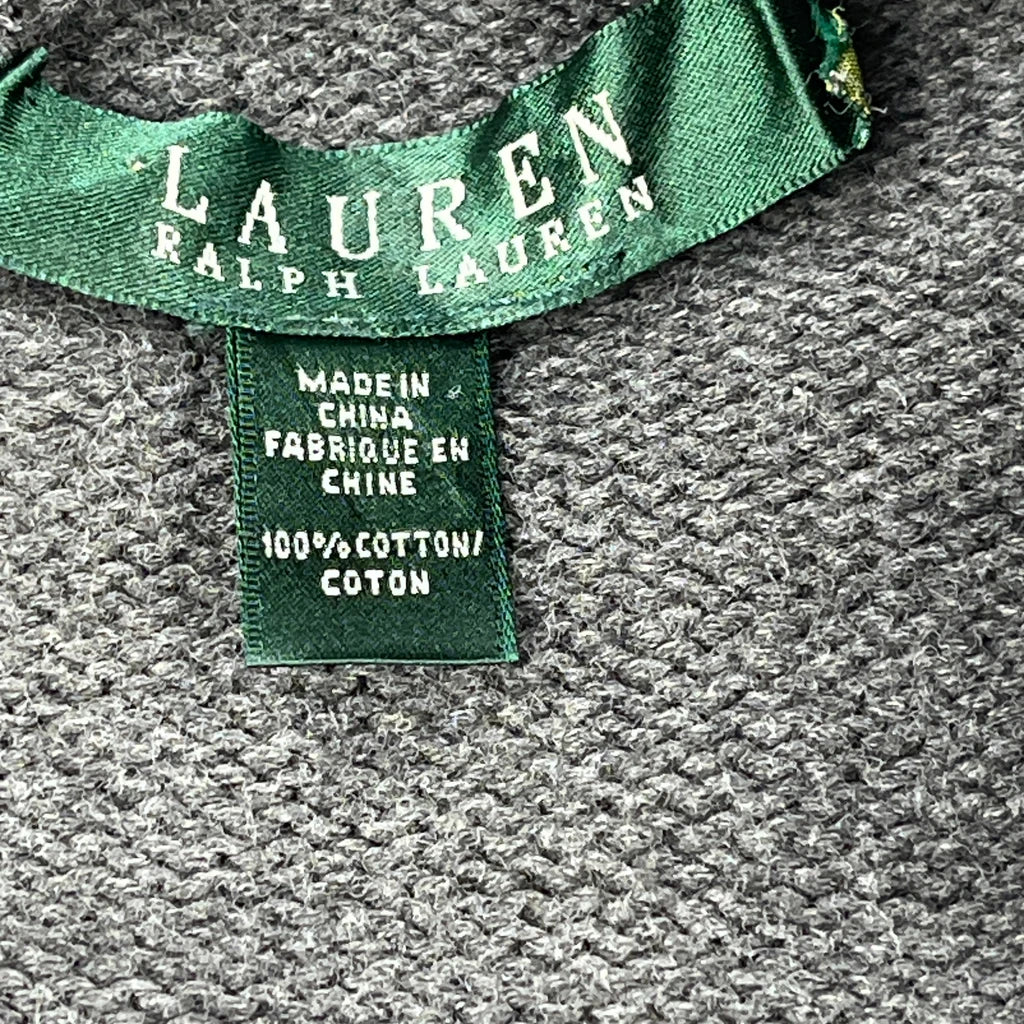 LAUREN
RALPH LAUREN
MADE IN
CHINA
FABRIQUE EN
CHINE
100% COTTON/
COTON